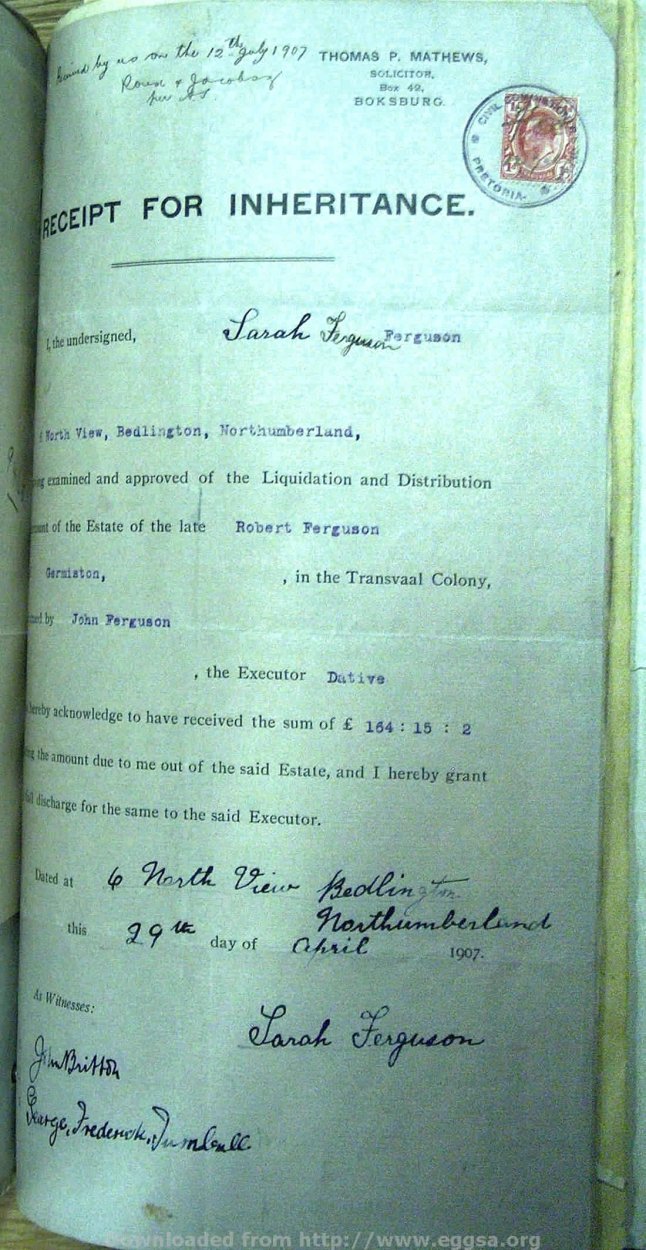 by us on the 12th July 1907
Roux & Jacobsz
per
THOMAS P. MATHEWS,
SOLICITOR,
Box 42,
BOKSBURG.
CIVIL
PRETORIA
RECEIPT FOR INHERITANCE.
I, the undersigned, Sarah Ferguson Ferguson
North View, Bedlington, Northumberland,
examined and approved of the Liquidation and Distribution
of the Estate of the late Robert Ferguson
Germiston, , in the Transvaal Colony,
by John Ferguson
, the Executor Dative
hereby acknowledge to have received the sum of £ 164 : 15 : 2
the amount due to me out of the said Estate, and I hereby grant
discharge for the same to the said Executor.
Dated at 6 North View Bedlington
Northumberland
this 29th day of April 1907.
As Witnesses:
Sarah Ferguson
John Britton
George, Frederick, Turnbull
Downloaded from http://www.eggsa.org